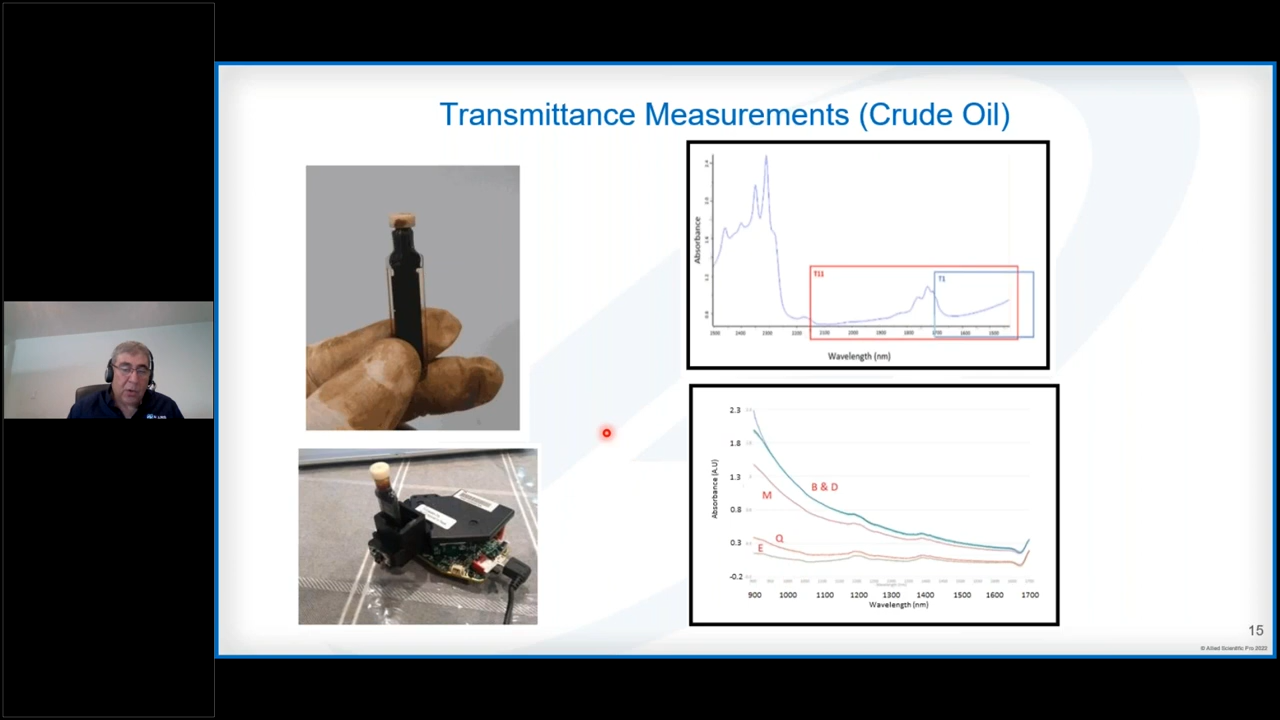 Transmittance Measurements (Crude Oil)
Absorbance
T11
T1
Wavelength (nm)
2.3
1.8
1.3
0.8
0.3
-0.2
Absorbance (A.U)
B & D
M
Q
E
900 1000 1100 1200 1300 1400 1500 1600 1700
Wavelength (nm)
15
© Allied Scientific Pro 2022